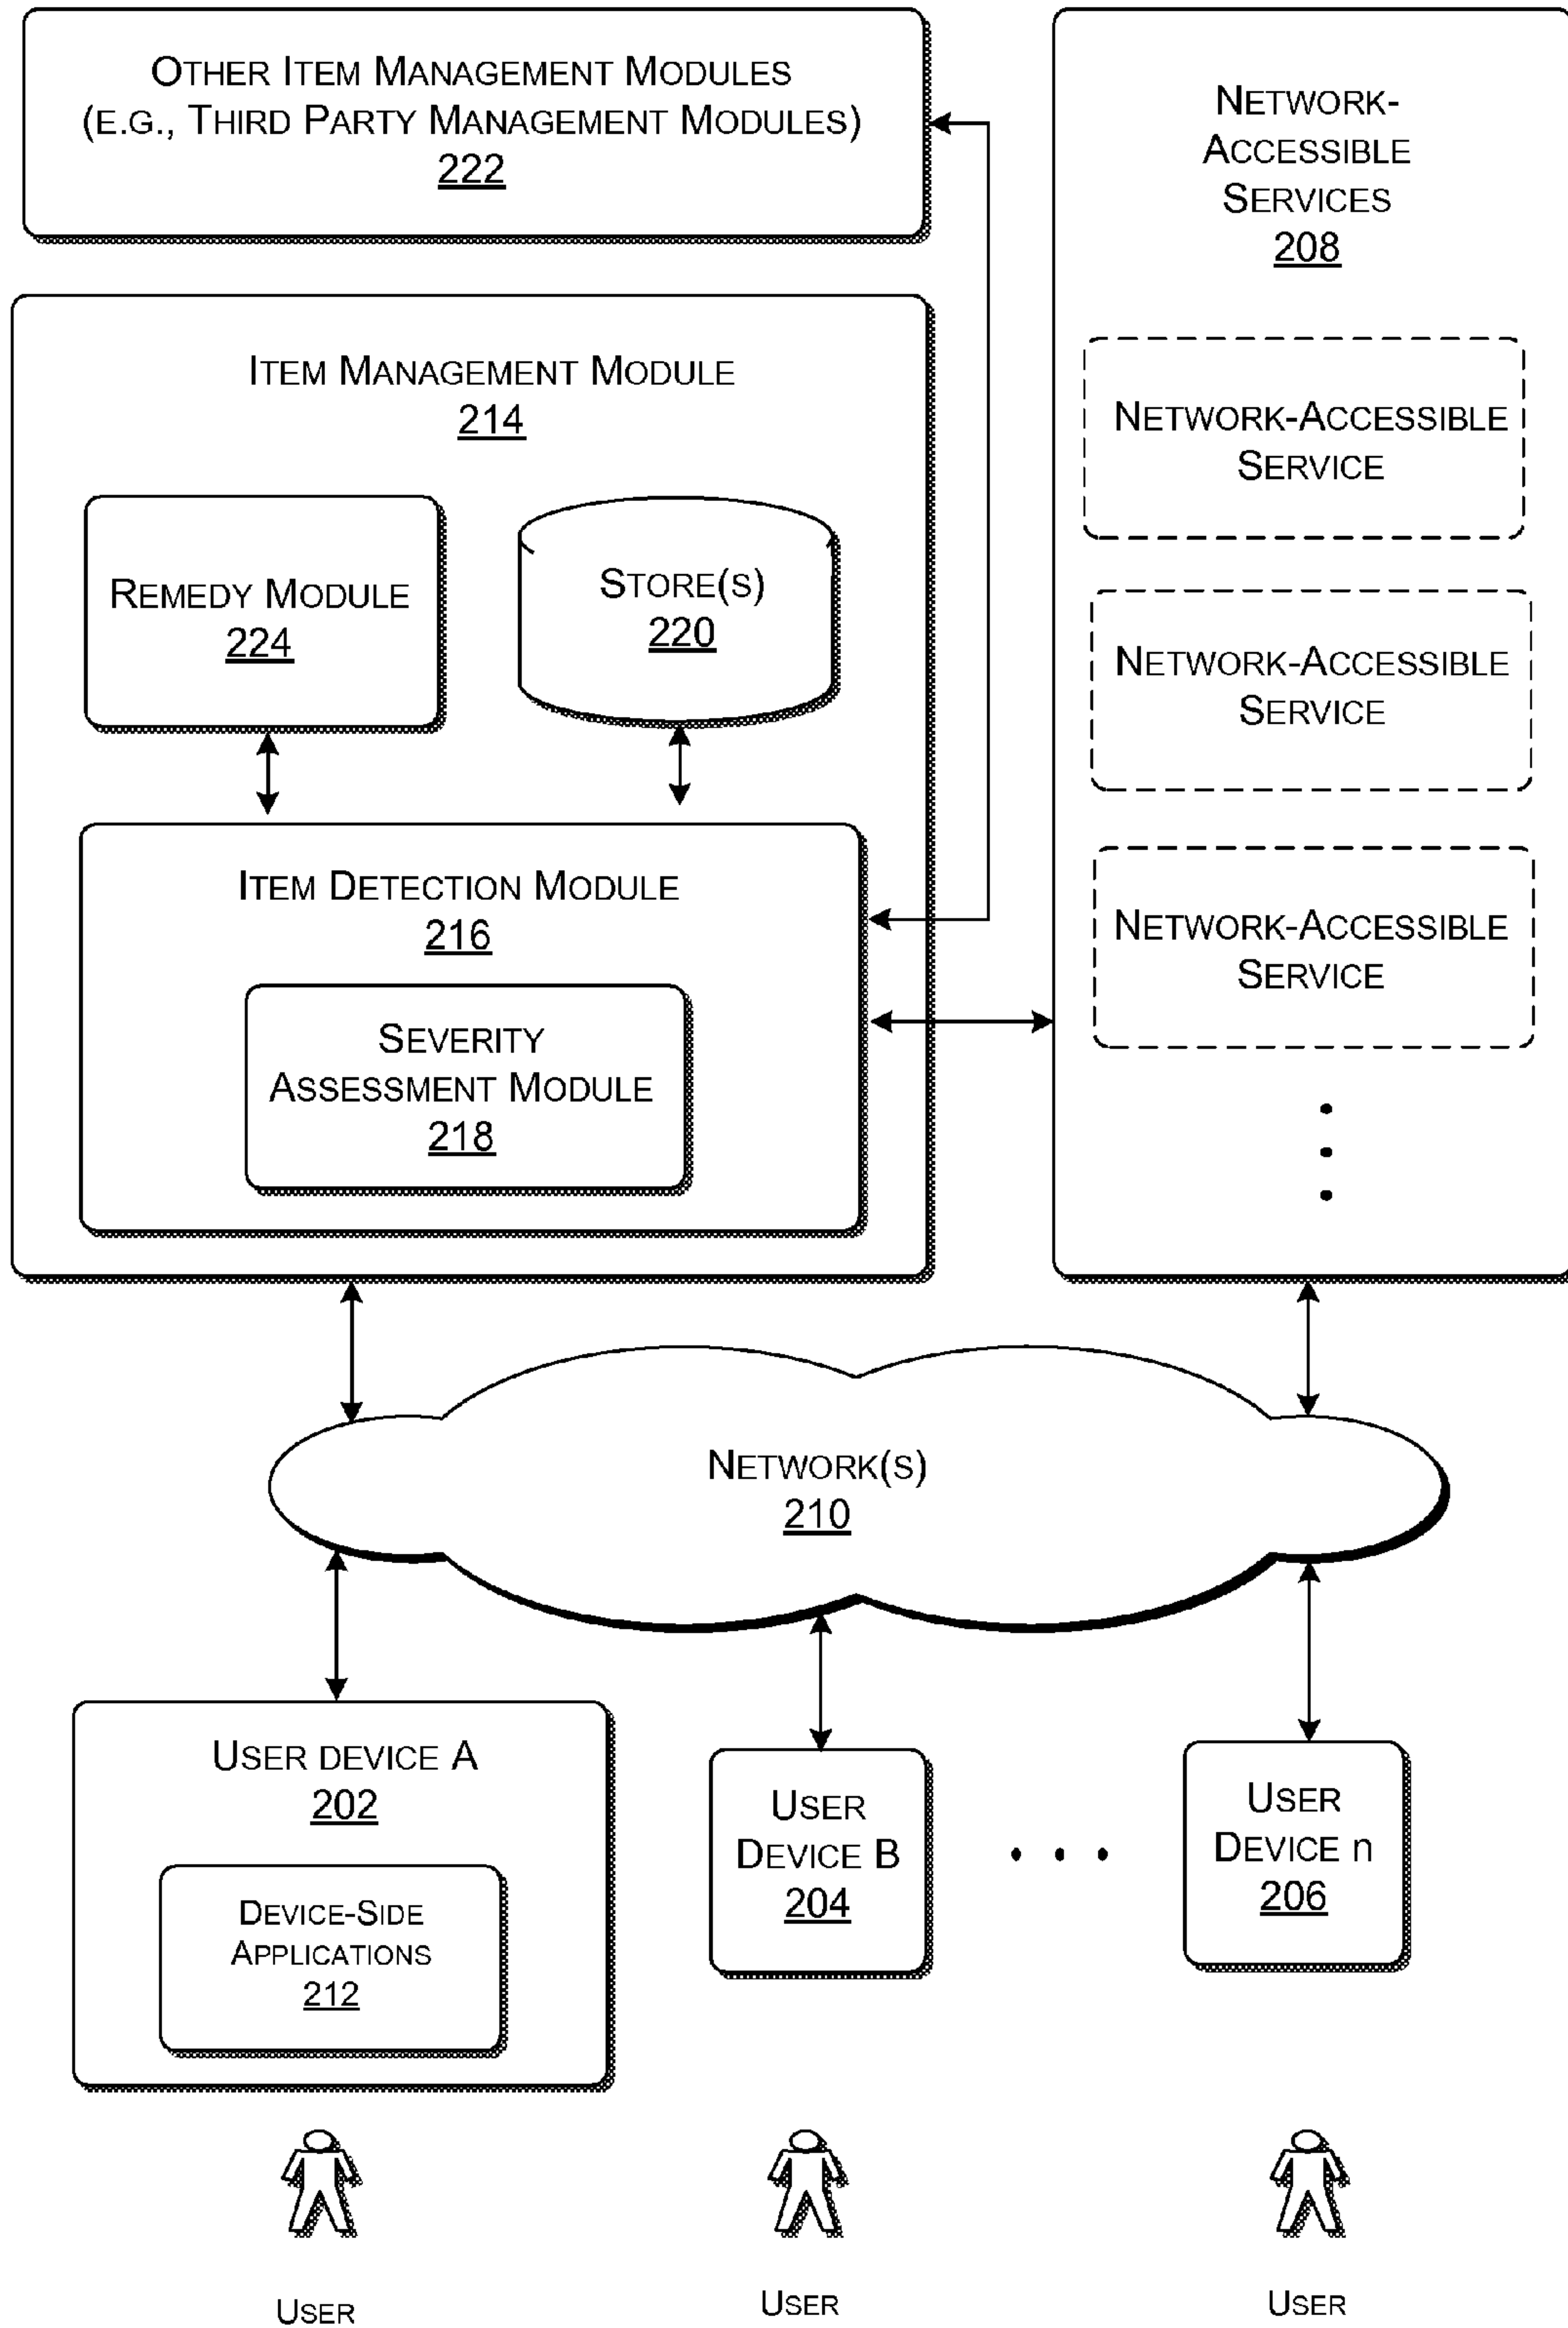 OTHER ITEM MANAGEMENT MODULES
(E.G., THIRD PARTY MANAGEMENT MODULES)
222
NETWORK-
ACCESSIBLE
SERVICES
208
ITEM MANAGEMENT MODULE
214
REMEDY MODULE
224
STORE(S)
220
ITEM DETECTION MODULE
216
SEVERITY
ASSESSMENT MODULE
218
NETWORK-ACCESSIBLE
SERVICE
NETWORK-ACCESSIBLE
SERVICE
NETWORK-ACCESSIBLE
SERVICE
NETWORK(S)
210
USER DEVICE A
202
DEVICE-SIDE
APPLICATIONS
212
USER
DEVICE B
204
USER
DEVICE n
206
USER
USER
USER